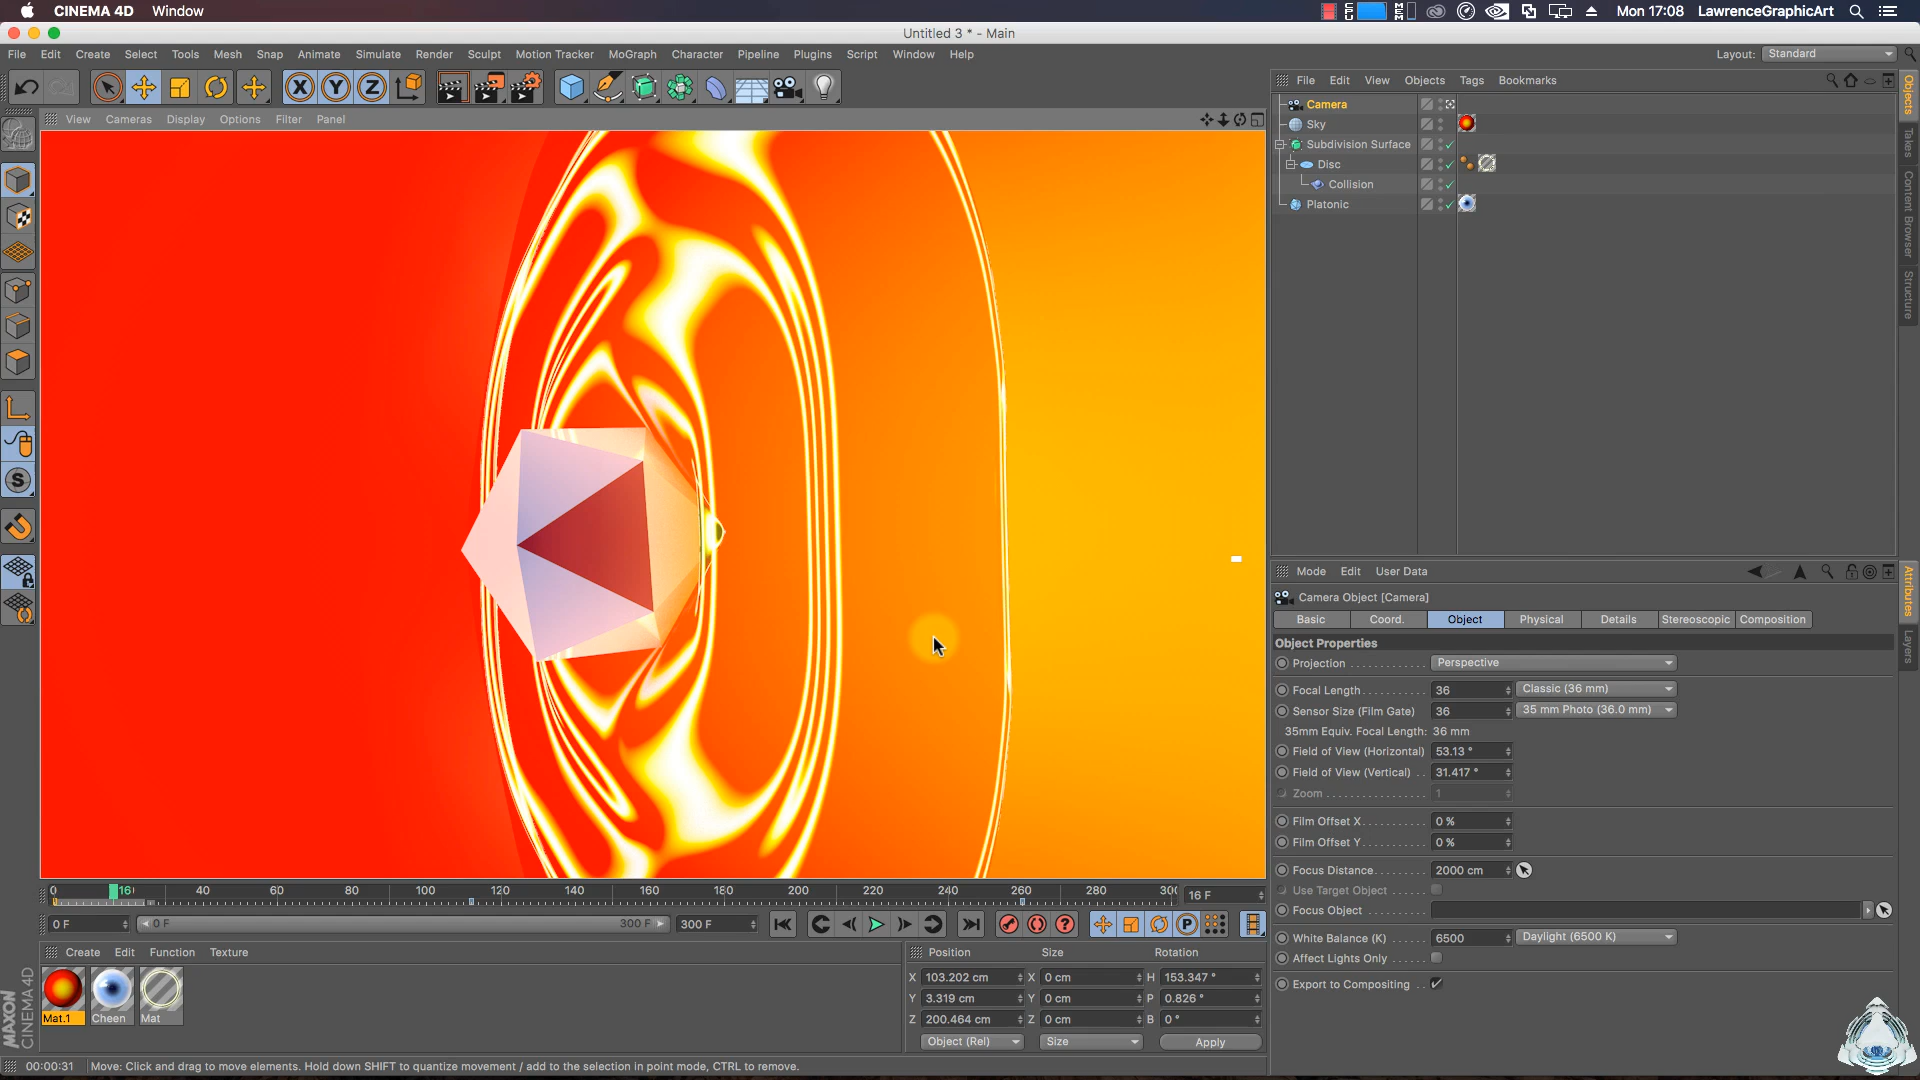 CINEMA 4D Window
Mon 17:08 LawrenceGraphicArt
Untitled 3 * - Main
File Edit Create Select Tools Mesh Snap Animate Simulate Render Sculpt Motion Tracker MoGraph Character Pipeline Plugins Script Window Help
Layout: Standard
X Y Z
File Edit View Objects Tags Bookmarks
View Cameras Display Options Filter Panel
Camera
Sky
Subdivision Surface
Disc
Collision
Platonic
Objects
Takes
Content Browser
Structure
Mode Edit User Data
Camera Object [Camera]
Basic Coord. Object Physical Details Stereoscopic Composition
Object Properties
Projection Perspective
Focal Length 36 Classic (36 mm)
Sensor Size (Film Gate) 36 35 mm Photo (36.0 mm)
35mm Equiv. Focal Length: 36 mm
Field of View (Horizontal) 53.13 °
Field of View (Vertical) 31.417 °
Zoom 1
Film Offset X 0 %
Film Offset Y 0 %
Focus Distance 2000 cm
Use Target Object
Focus Object
White Balance (K) 6500 Daylight (6500 K)
Affect Lights Only
Export to Compositing
Attributes
Layers
0 16 40 60 80 100 120 140 160 180 200 220 240 260 280 300 16 F
0 F 0 F 300 F 300 F
Create Edit Function Texture
Mat.1 Cheen Mat
Position Size Rotation
X 103.202 cm X 0 cm H 153.347 °
Y 3.319 cm Y 0 cm P 0.826 °
Z 200.464 cm Z 0 cm B 0 °
Object (Rel) Size Apply
MAXON CINEMA4D
00:00:31 Move: Click and drag to move elements. Hold down SHIFT to quantize movement / add to the selection in point mode, CTRL to remove.